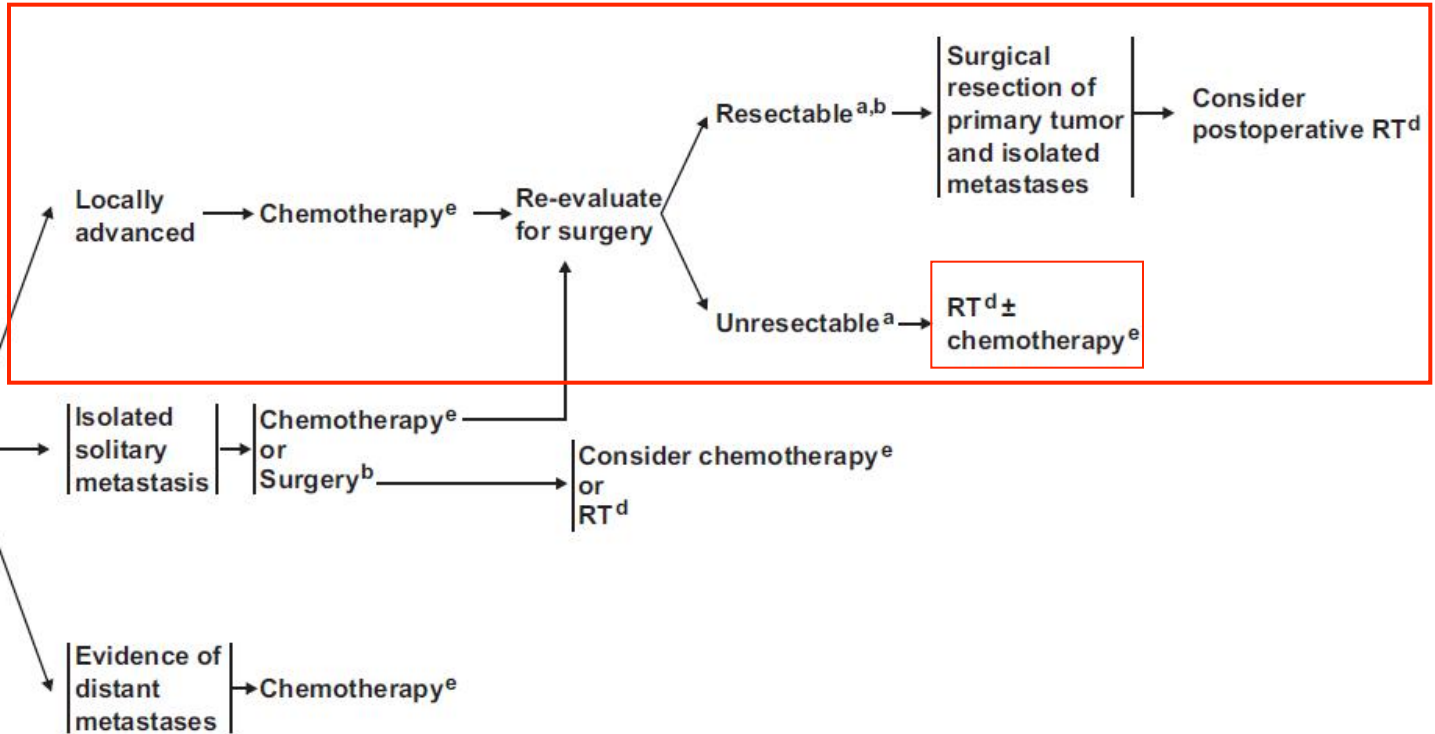 Locally
advanced
Chemotherapy e
Re-evaluate
for surgery
Resectable a,b
Surgical
resection of
primary tumor
and isolated
metastases
Consider
postoperative RT d
Unresectable a
RT d ±
chemotherapy e
Isolated
solitary
metastasis
Chemotherapy e
or
Surgery b
Consider chemotherapy e
or
RT d
Evidence of
distant
metastases
Chemotherapy e